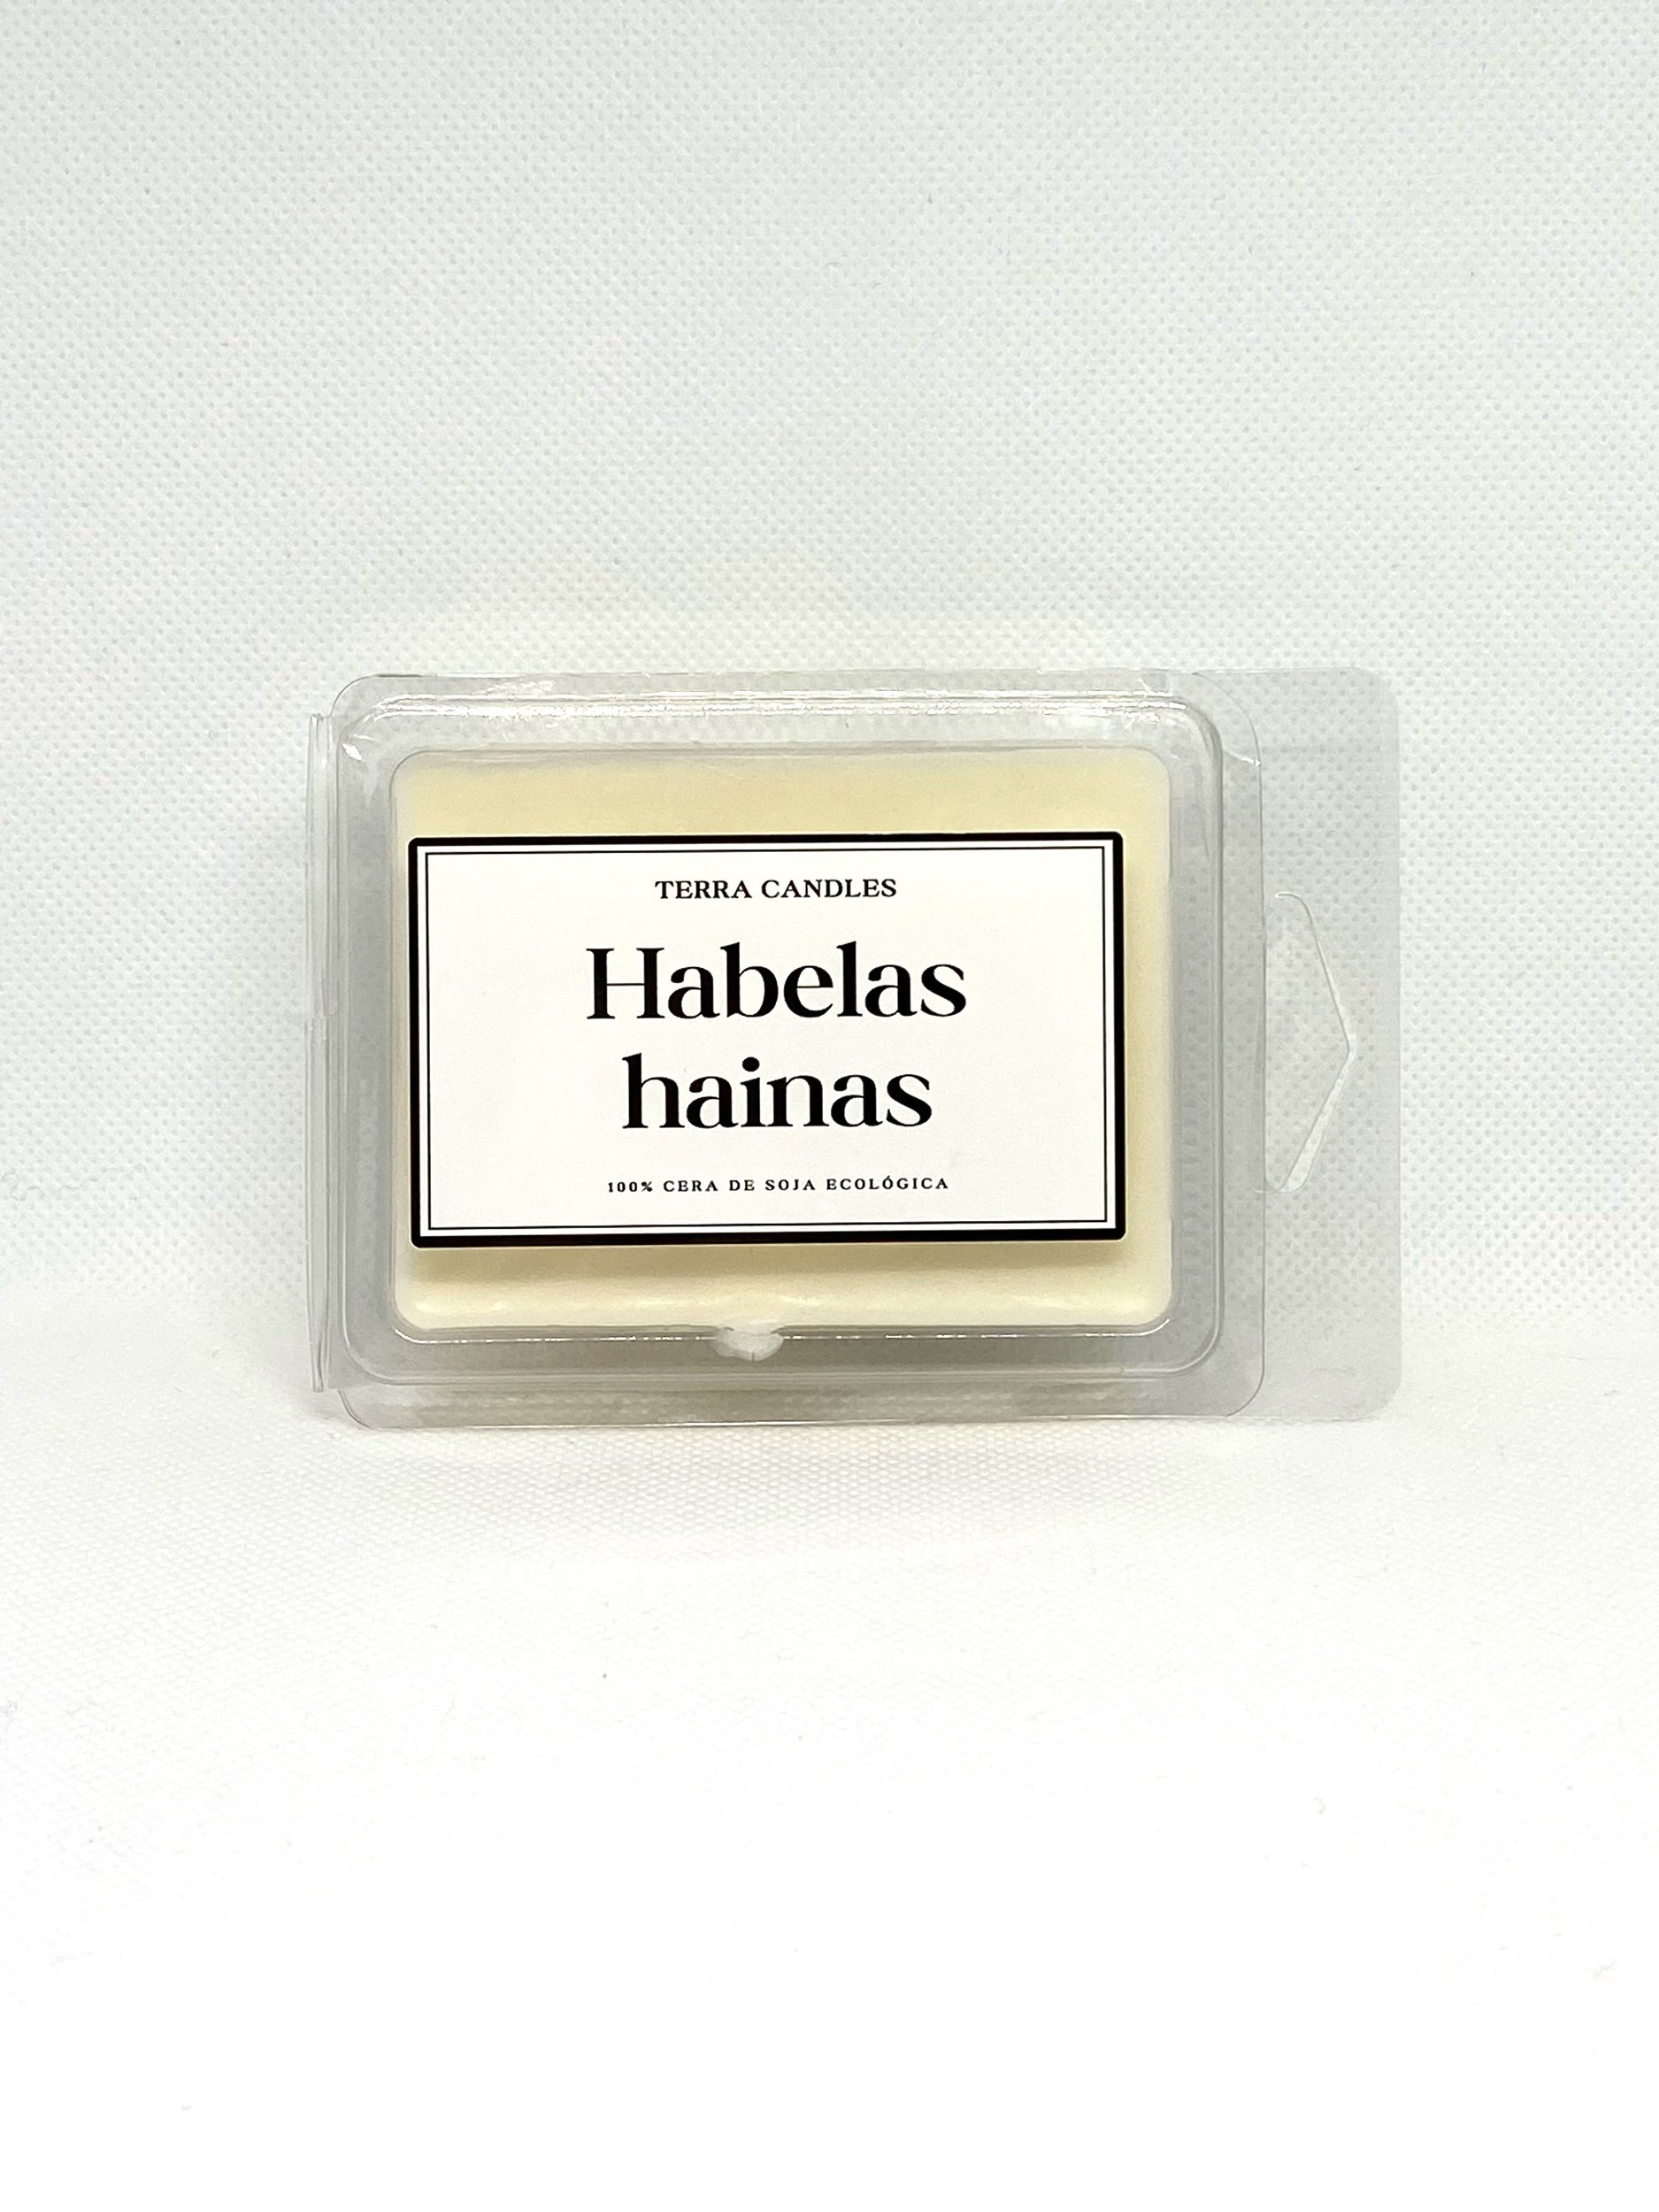 TERRA CANDLES
Habelas
hainas
100% CERA DE SOJA ECOLÓGICA